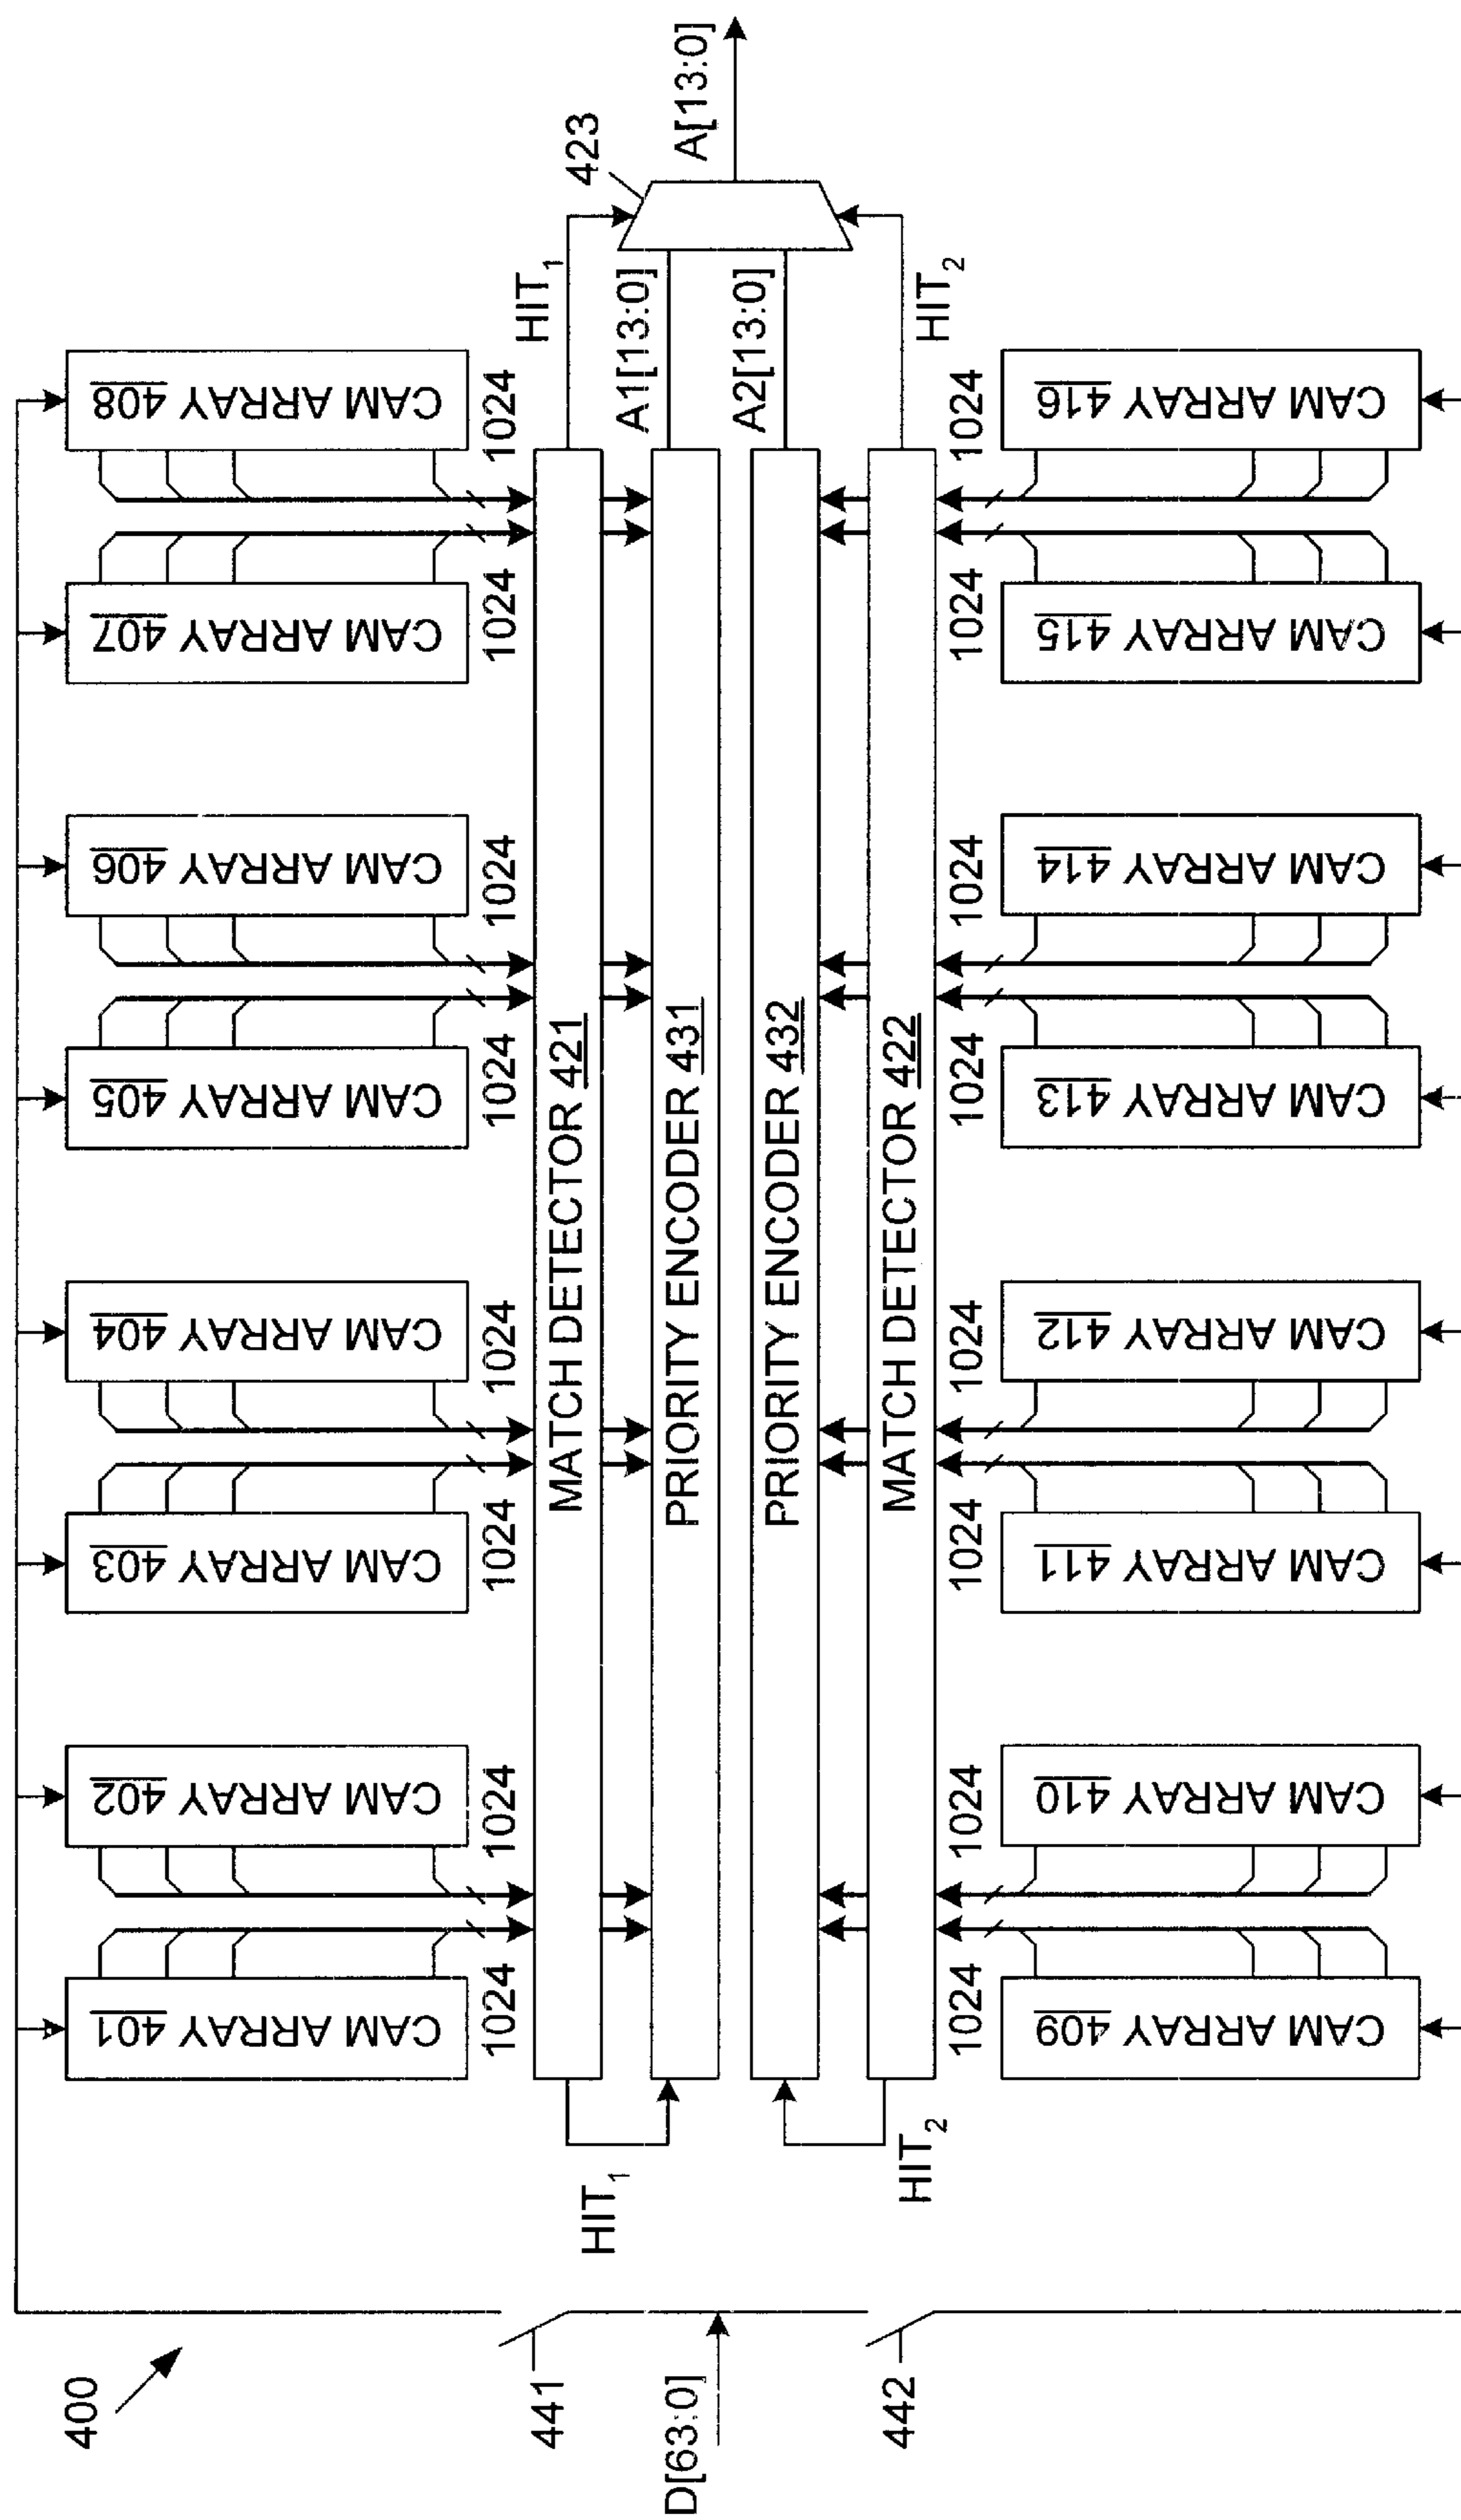 400
441
D[63:0]
442
CAM ARRAY 401
CAM ARRAY 402
CAM ARRAY 403
CAM ARRAY 404
CAM ARRAY 405
CAM ARRAY 406
CAM ARRAY 407
CAM ARRAY 408
1024
1024
1024
1024
1024
1024
1024
1024
HIT1
MATCH DETECTOR 421
HIT1
423
PRIORITY ENCODER 431
A1[13:0]
A[13:0]
PRIORITY ENCODER 432
A2[13:0]
HIT2
MATCH DETECTOR 422
HIT2
1024
1024
1024
1024
1024
1024
1024
1024
CAM ARRAY 409
CAM ARRAY 410
CAM ARRAY 411
CAM ARRAY 412
CAM ARRAY 413
CAM ARRAY 414
CAM ARRAY 415
CAM ARRAY 416